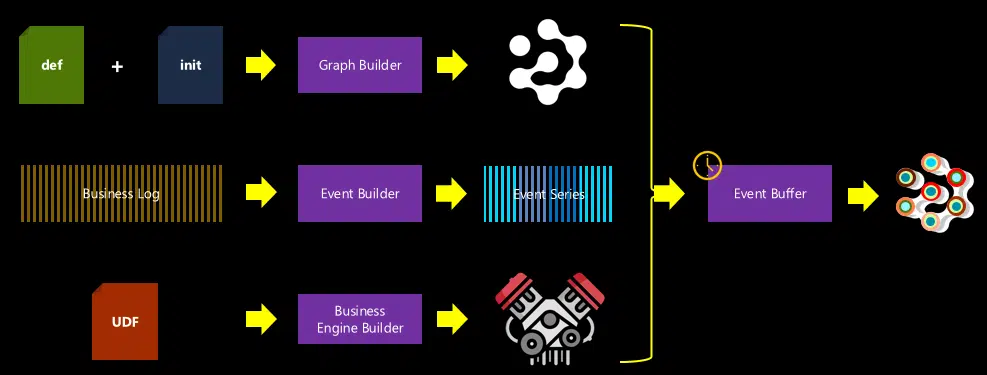 def
+
init
Graph Builder
Business Log
Event Builder
Event Series
Event Buffer
UDF
Business
Engine Builder